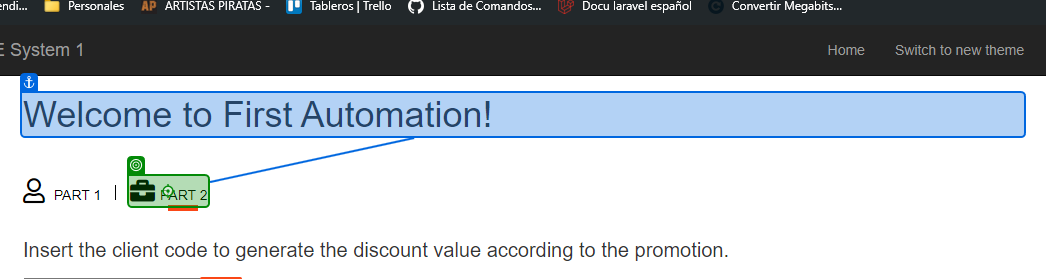 endi... Personales AP ARTISTAS PIRATAS - Tableros | Trello Lista de Comandos... Docu laravel español Convertir Megabits...
E System 1 Home Switch to new theme
Welcome to First Automation!
PART 1 | PART 2
Insert the client code to generate the discount value according to the promotion.